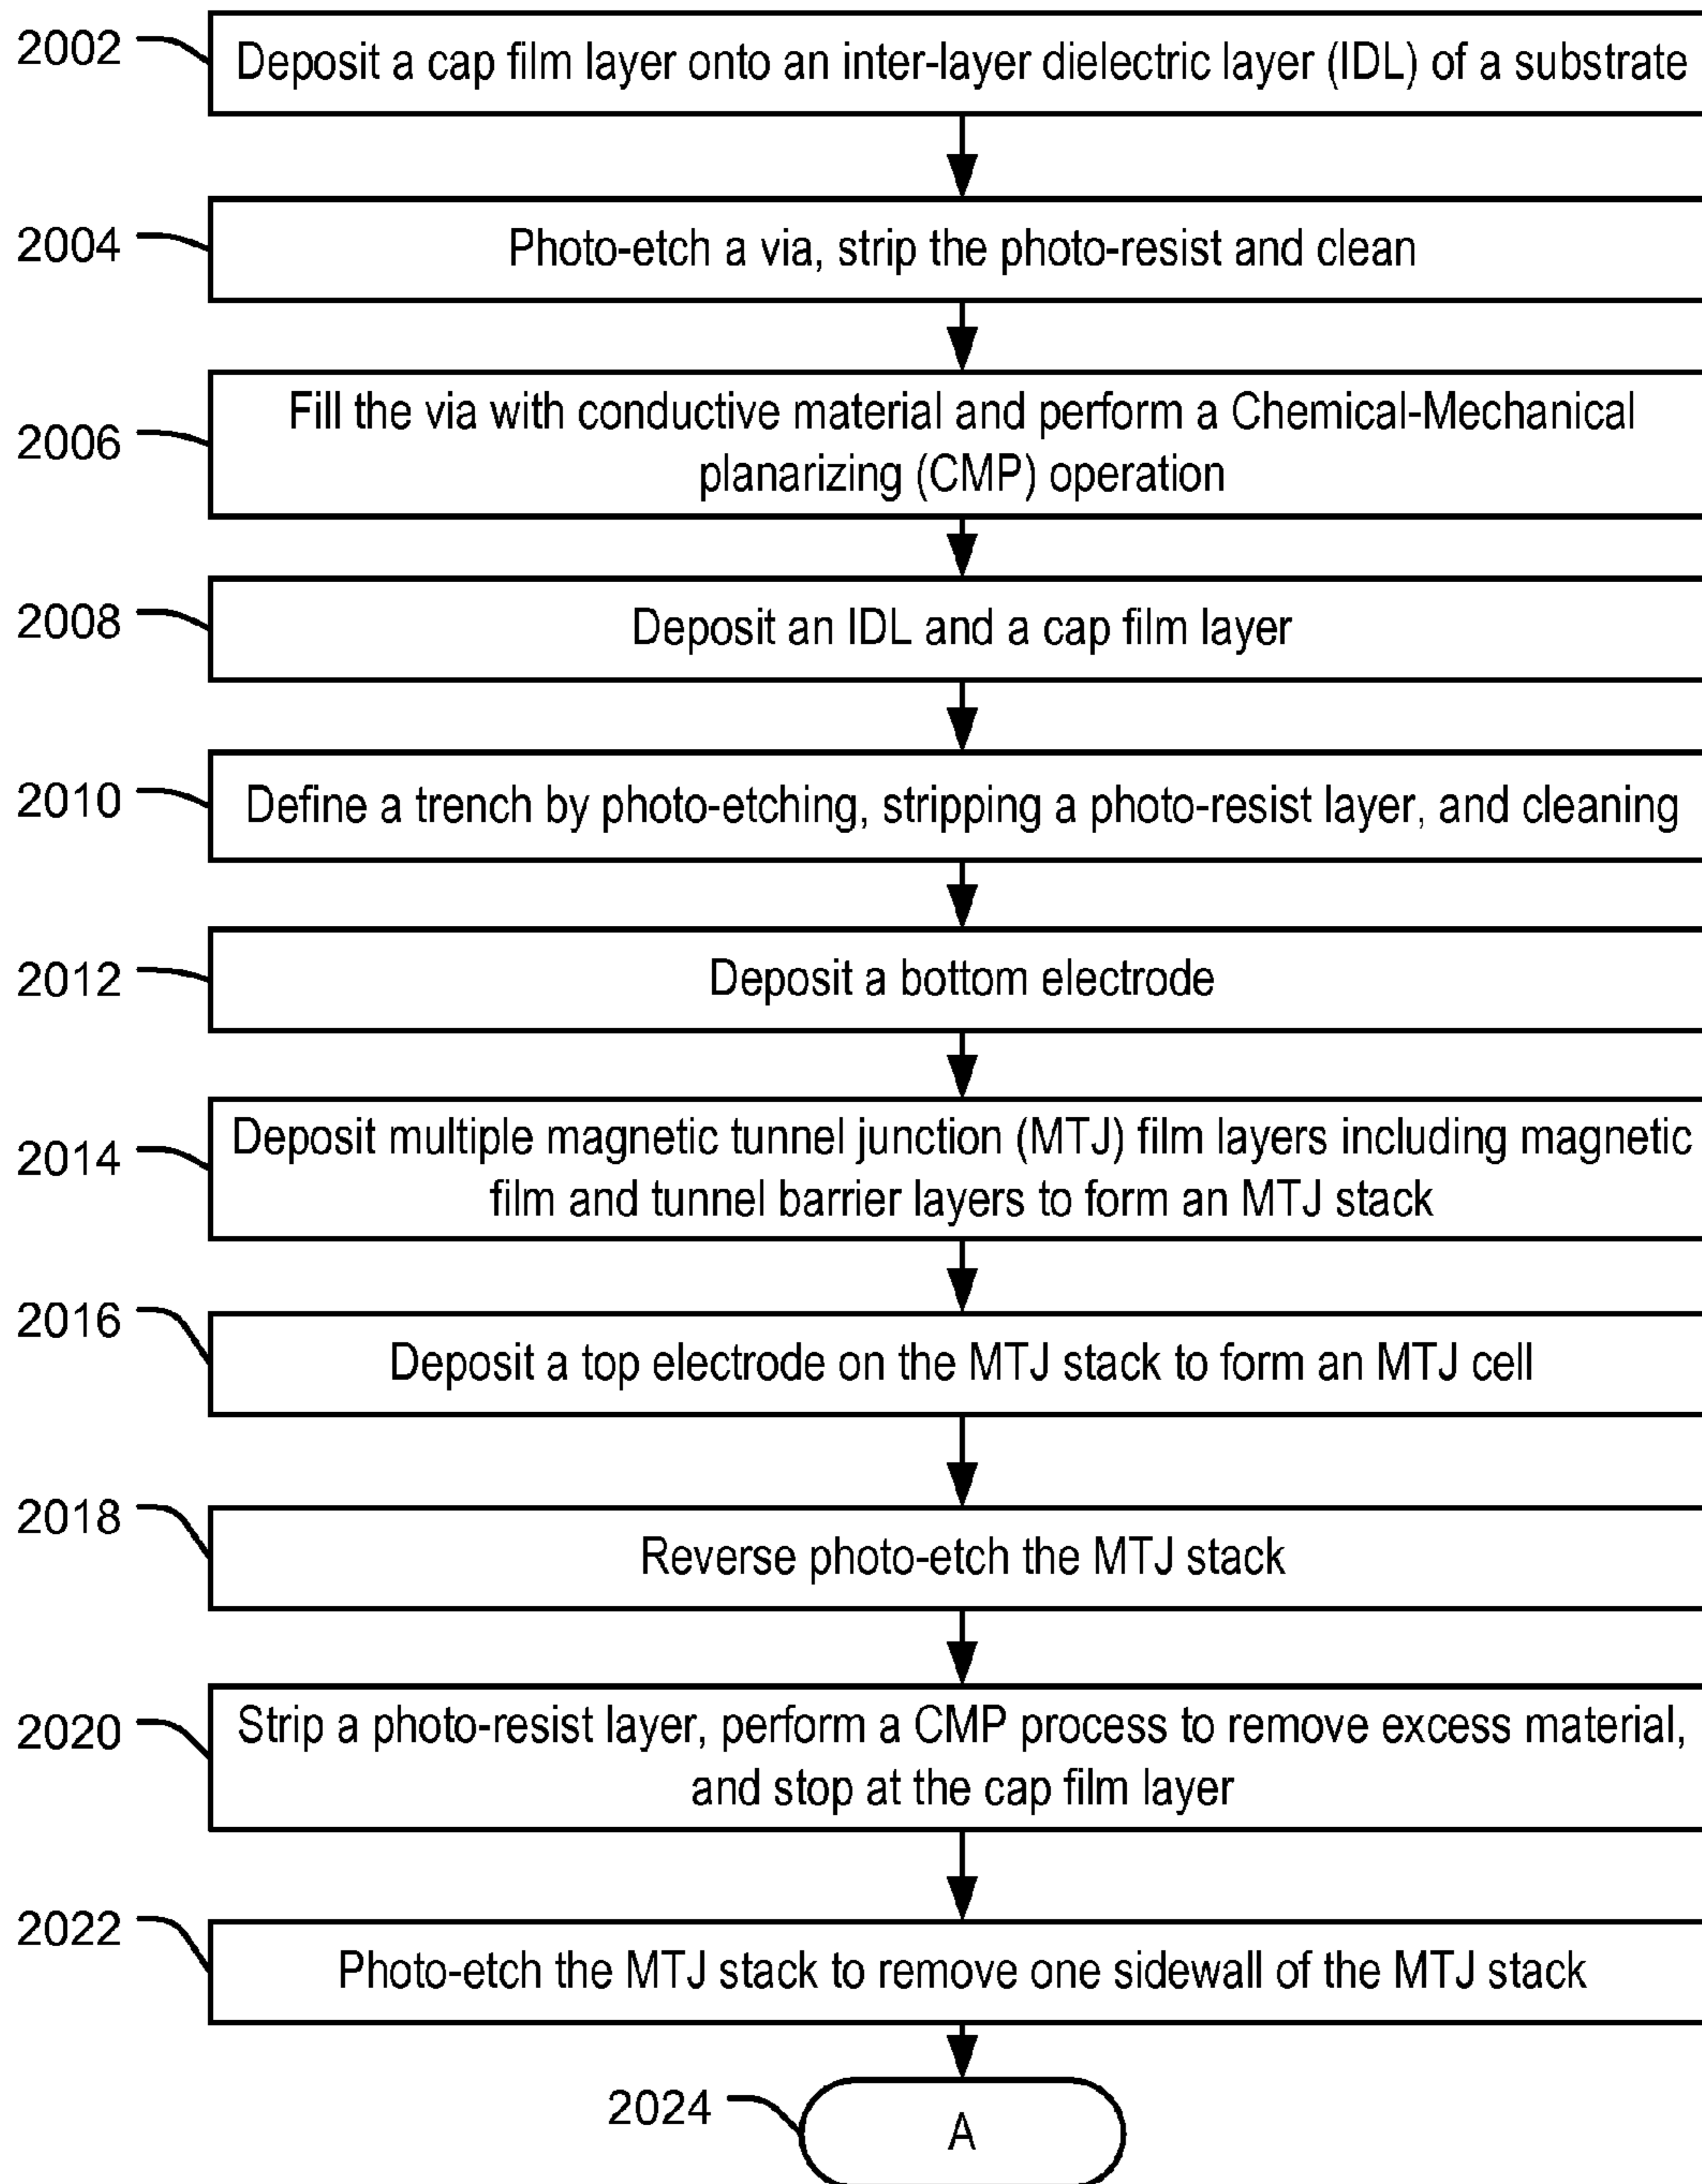 2002
Deposit a cap film layer onto an inter-layer dielectric layer (IDL) of a substrate
2004
Photo-etch a via, strip the photo-resist and clean
2006
Fill the via with conductive material and perform a Chemical-Mechanical
planarizing (CMP) operation
2008
Deposit an IDL and a cap film layer
2010
Define a trench by photo-etching, stripping a photo-resist layer, and cleaning
2012
Deposit a bottom electrode
2014
Deposit multiple magnetic tunnel junction (MTJ) film layers including magnetic
film and tunnel barrier layers to form an MTJ stack
2016
Deposit a top electrode on the MTJ stack to form an MTJ cell
2018
Reverse photo-etch the MTJ stack
2020
Strip a photo-resist layer, perform a CMP process to remove excess material,
and stop at the cap film layer
2022
Photo-etch the MTJ stack to remove one sidewall of the MTJ stack
2024
A